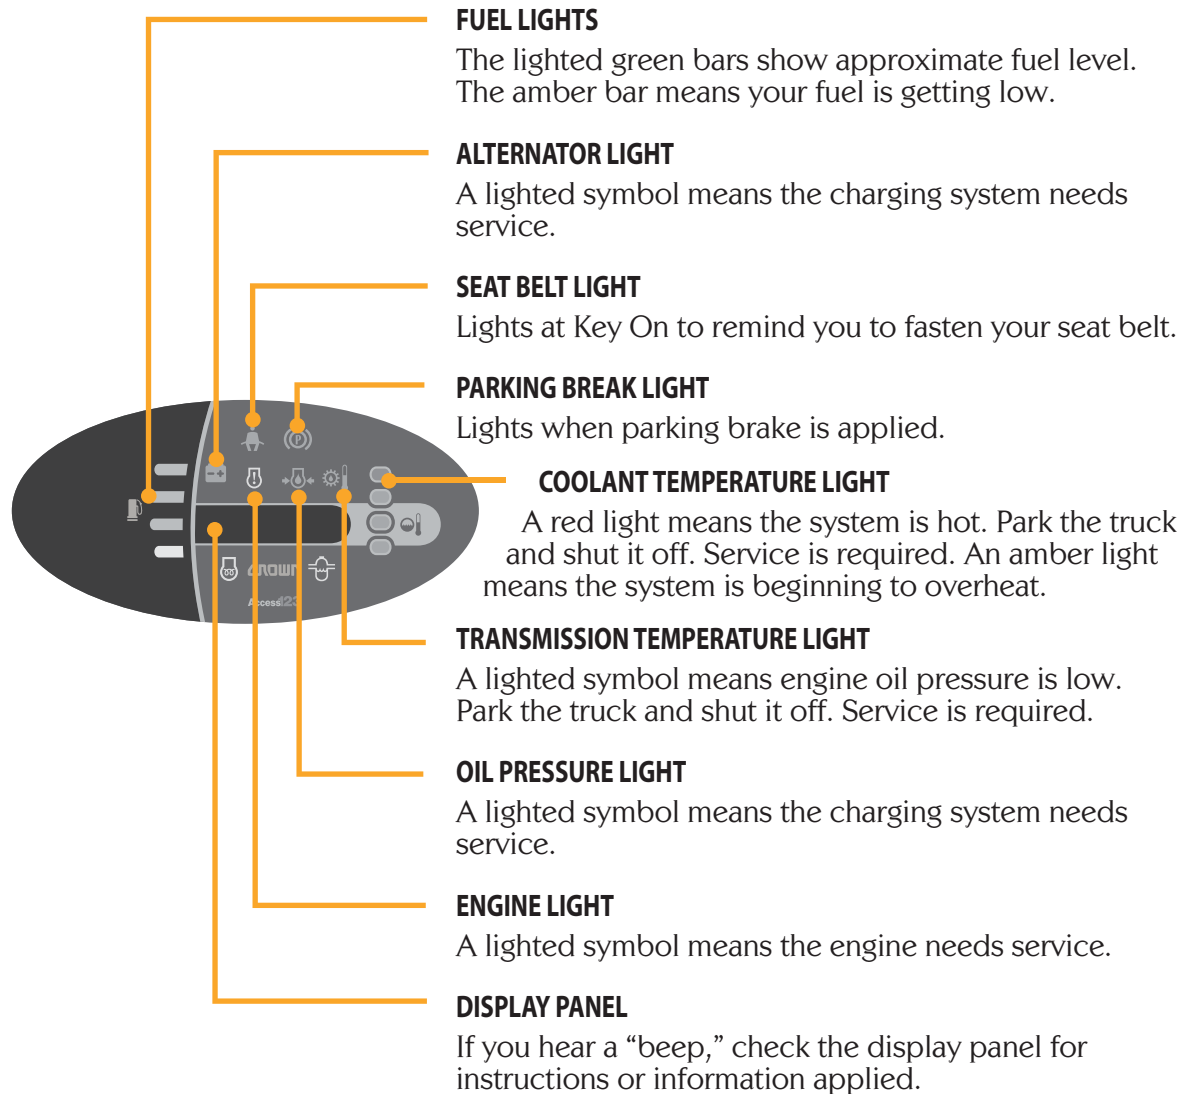 FUEL LIGHTS
The lighted green bars show approximate fuel level.
The amber bar means your fuel is getting low.
ALTERNATOR LIGHT
A lighted symbol means the charging system needs
service.
SEAT BELT LIGHT
Lights at Key On to remind you to fasten your seat belt.
PARKING BREAK LIGHT
Lights when parking brake is applied.
COOLANT TEMPERATURE LIGHT
A red light means the system is hot. Park the truck
and shut it off. Service is required. An amber light
means the system is beginning to overheat.
TRANSMISSION TEMPERATURE LIGHT
A lighted symbol means engine oil pressure is low.
Park the truck and shut it off. Service is required.
OIL PRESSURE LIGHT
A lighted symbol means the charging system needs
service.
ENGINE LIGHT
A lighted symbol means the engine needs service.
DISPLAY PANEL
If you hear a “beep,” check the display panel for
instructions or information applied.
P
CROWN
Access123